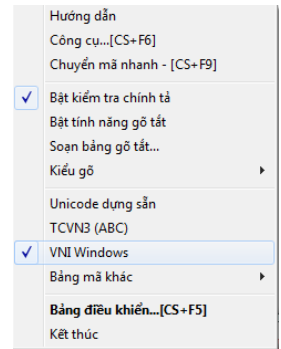 Hướng dẫn
Công cụ...[CS+F6]
Chuyển mã nhanh - [CS+F9]
Bật kiểm tra chính tả
Bật tính năng gõ tắt
Soạn bảng gõ tắt...
Kiểu gõ
Unicode dựng sẵn
TCVN3 (ABC)
VNI Windows
Bảng mã khác
Bảng điều khiển...[CS+F5]
Kết thúc